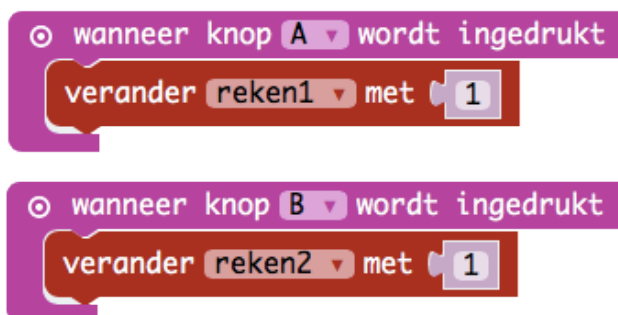 wanneer knop A wordt ingedrukt
verander reken1 met 1
wanneer knop B wordt ingedrukt
verander reken2 met 1